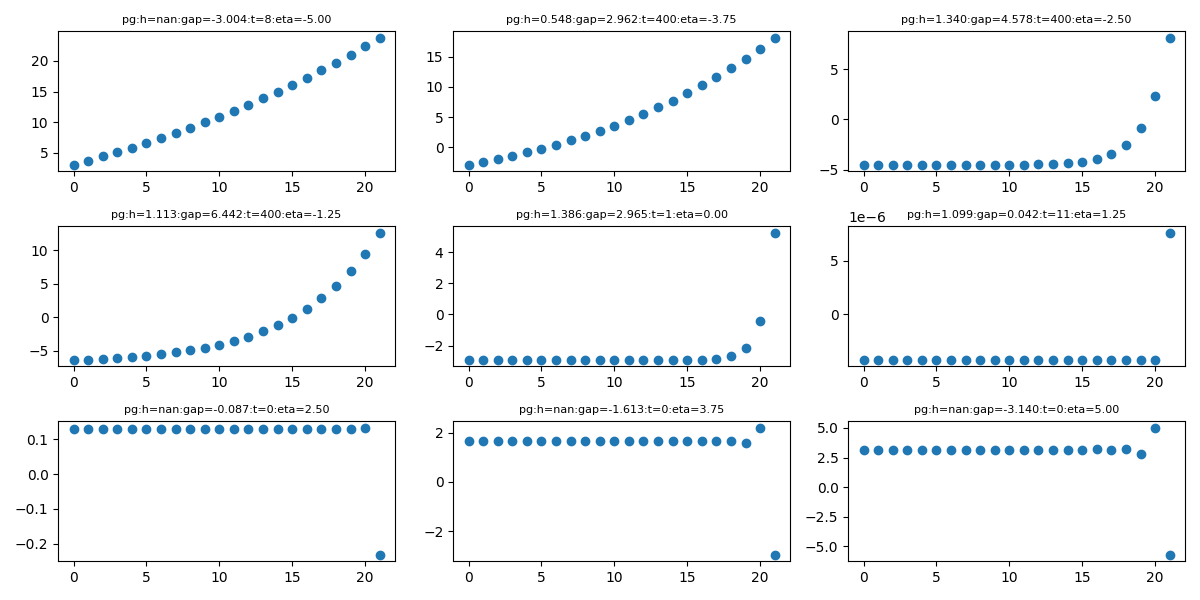 pg:h=nan:gap=-3.004:t=8:eta=-5.00
20
15
10
5
0 5 10 15 20
pg:h=0.548:gap=2.962:t=400:eta=-3.75
15
10
5
0
0 5 10 15 20
pg:h=1.340:gap=4.578:t=400:eta=-2.50
5
0
−5
0 5 10 15 20
pg:h=1.113:gap=6.442:t=400:eta=-1.25
10
5
0
−5
0 5 10 15 20
pg:h=1.386:gap=2.965:t=1:eta=0.00
4
2
0
−2
0 5 10 15 20
1e−6 pg:h=1.099:gap=0.042:t=11:eta=1.25
5
0
0 5 10 15 20
pg:h=nan:gap=-0.087:t=0:eta=2.50
0.1
0.0
−0.1
−0.2
0 5 10 15 20
pg:h=nan:gap=-1.613:t=0:eta=3.75
2
0
−2
0 5 10 15 20
pg:h=nan:gap=-3.140:t=0:eta=5.00
5.0
2.5
0.0
−2.5
−5.0
0 5 10 15 20